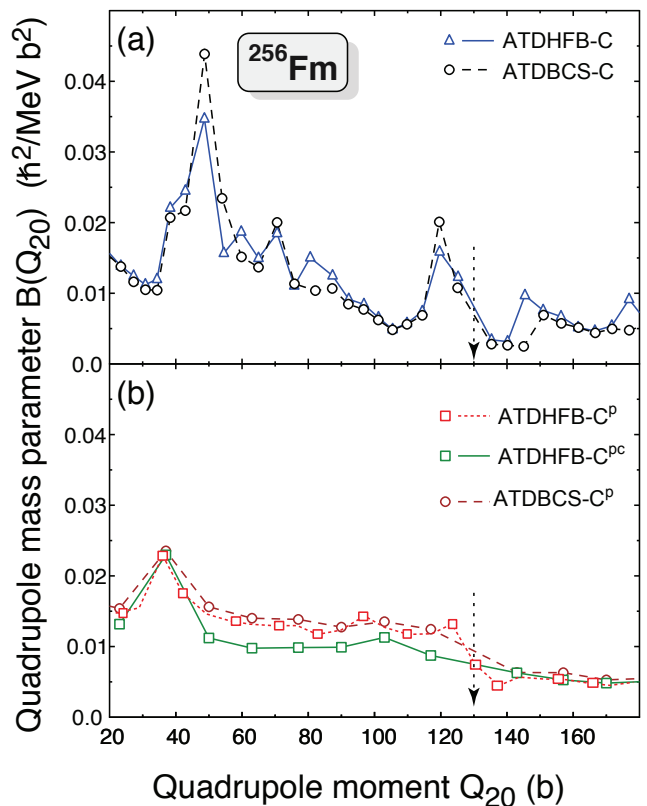 (a)
²⁵⁶Fm
ATDHFB-C
ATDBCS-C
0.04
0.03
0.02
0.01
0.0
(b)
ATDHFB-Cᵖ
ATDHFB-Cᵖᶜ
ATDBCS-Cᵖ
0.04
0.03
0.02
0.01
0.0
20 40 60 80 100 120 140 160
Quadrupole moment Q₂₀ (b)
Quadrupole mass parameter B(Q₂₀) (ħ²/MeV b²)